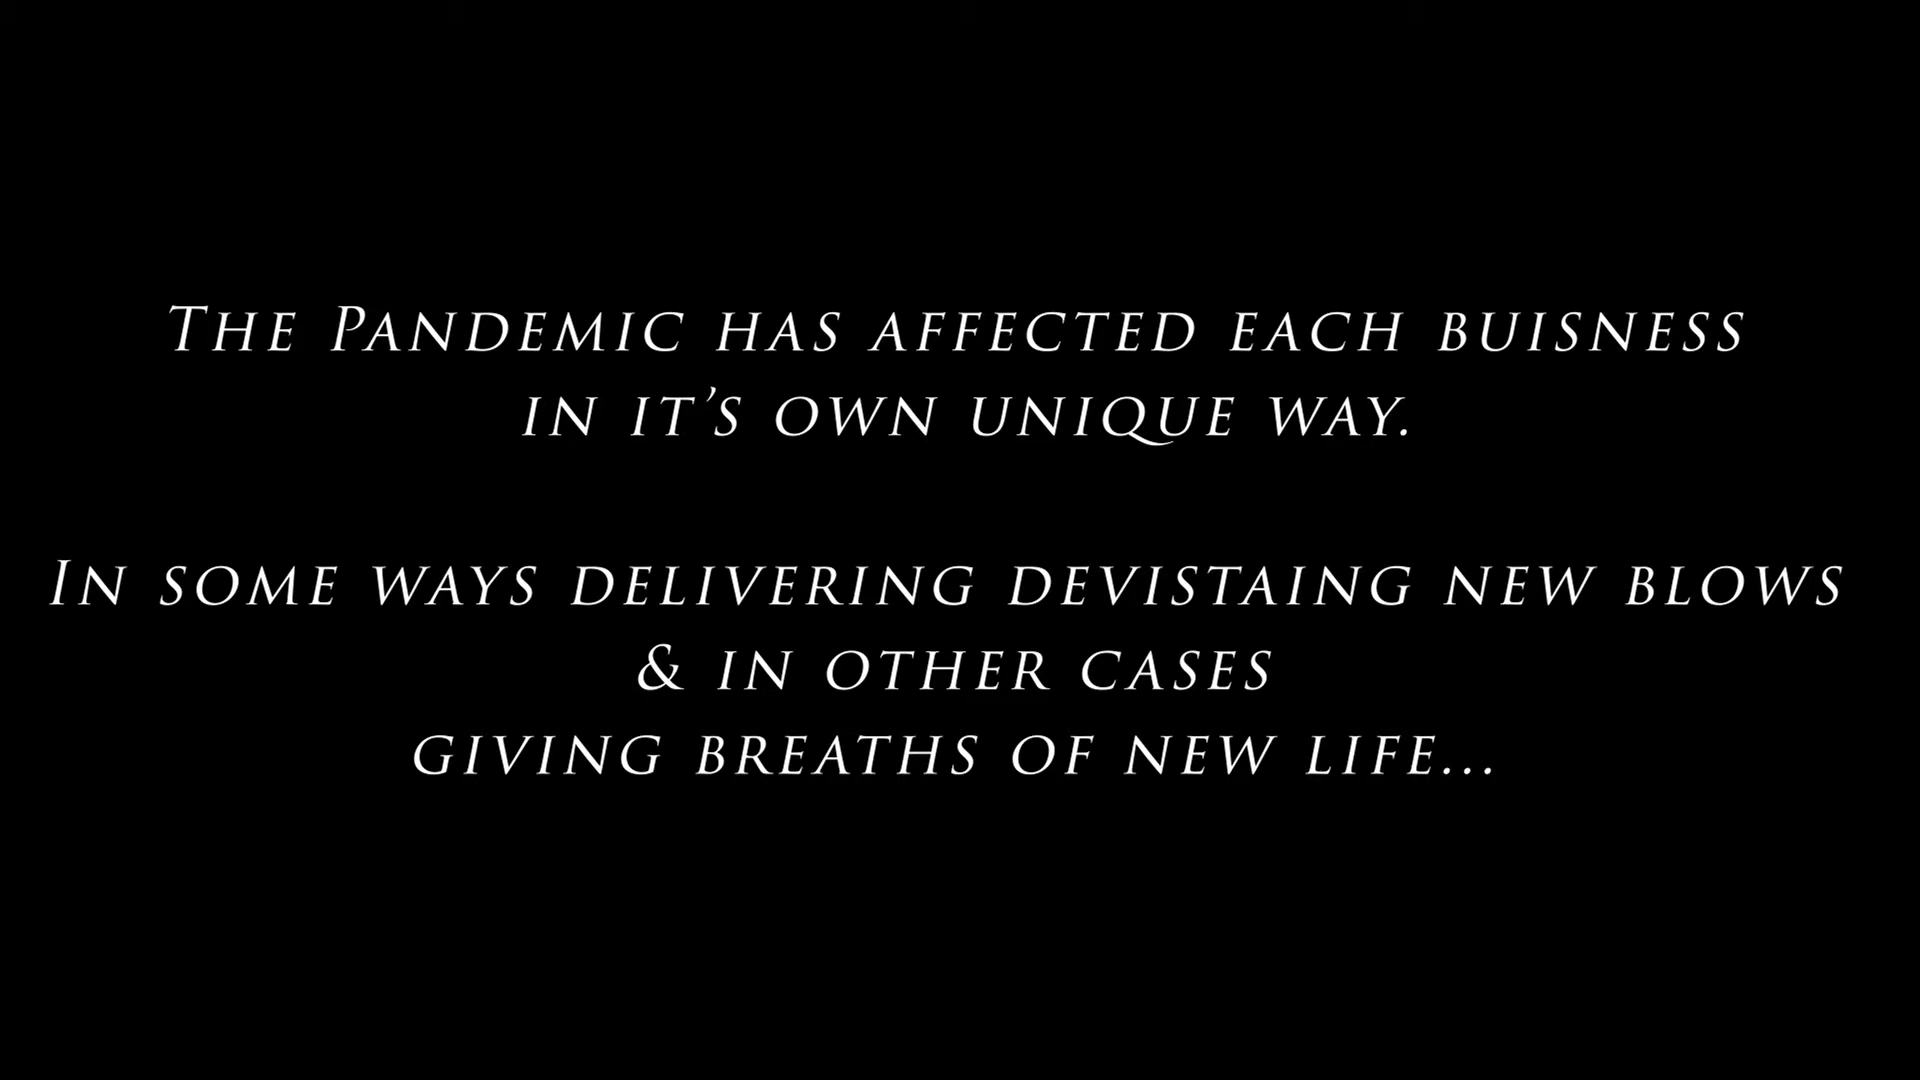 The Pandemic has affected each buisness
in it’s own unique way.
In some ways delivering devistaing new blows
& in other cases
giving breaths of new life...